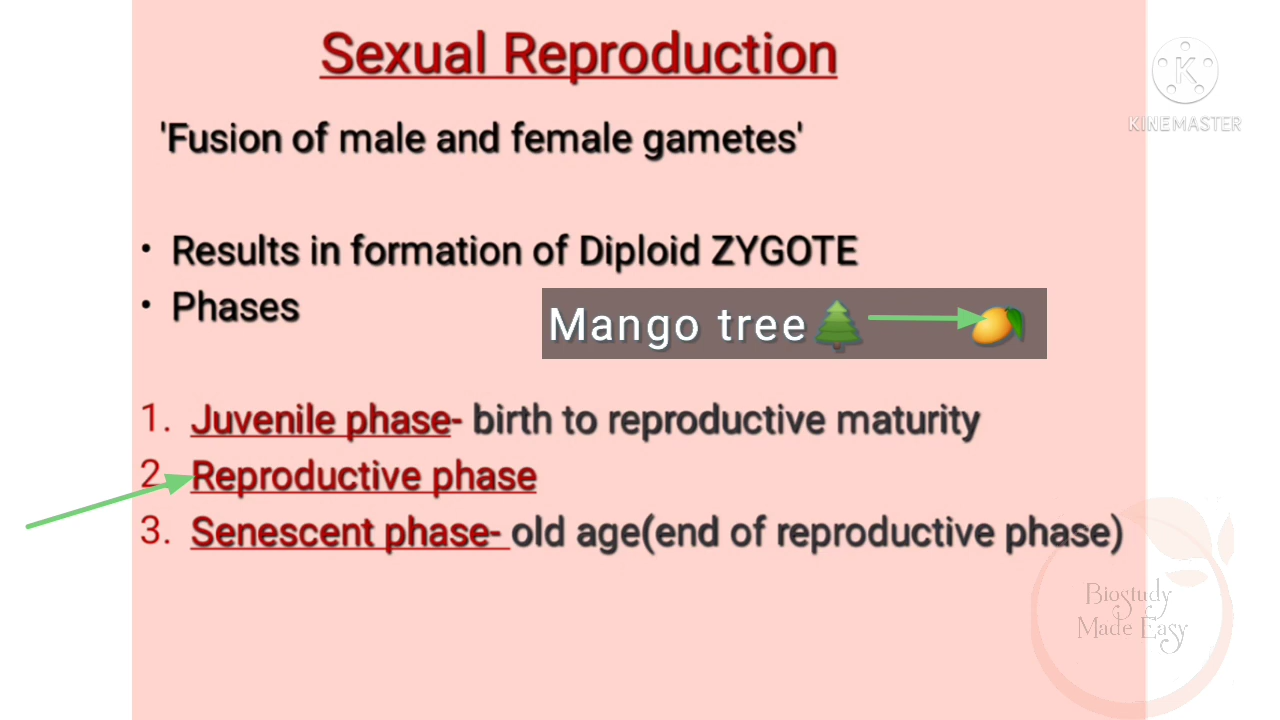 Sexual Reproduction
'Fusion of male and female gametes'
• Results in formation of Diploid ZYGOTE
• Phases
Mango tree
1. Juvenile phase- birth to reproductive maturity
2. Reproductive phase
3. Senescent phase- old age(end of reproductive phase)
K
KINEMASTER
Biostudy
Made Easy